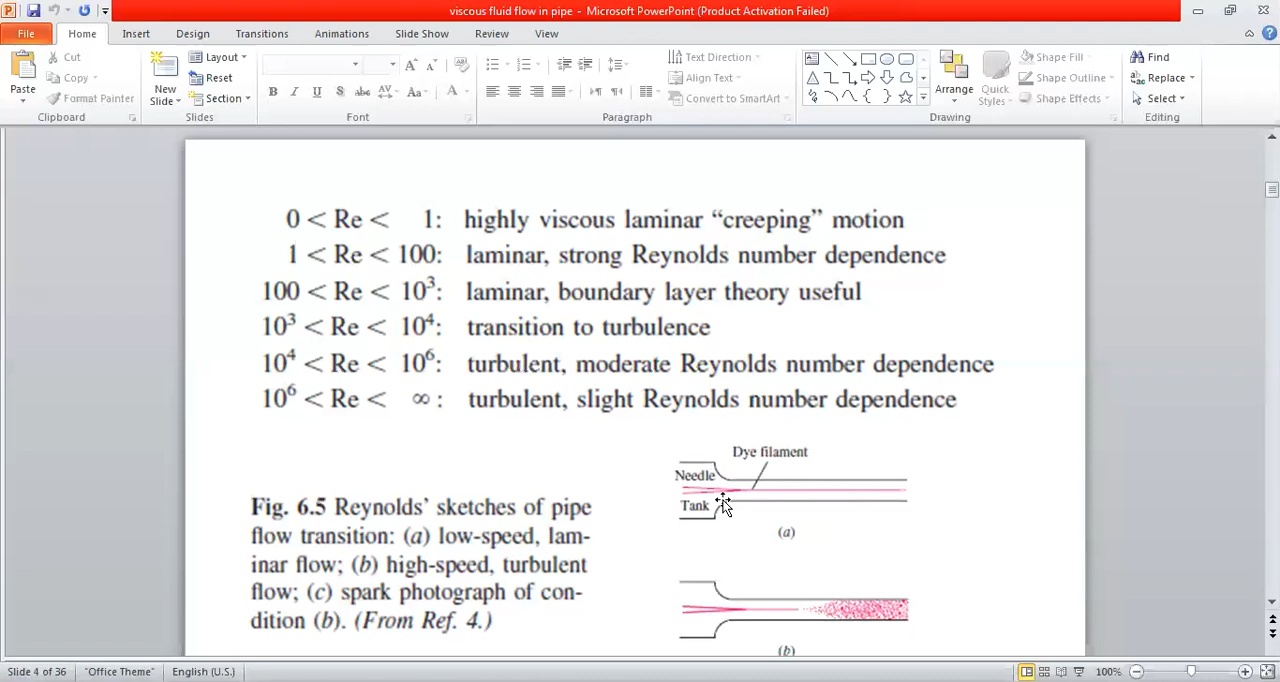 viscous fluid flow in pipe - Microsoft PowerPoint (Product Activation Failed)
File Home Insert Design Transitions Animations Slide Show Review View
Paste
Cut
Copy
Format Painter
Clipboard
New Slide
Layout
Reset
Section
Slides
B I U S abc AV Aa A
Font
Paragraph
Text Direction
Align Text
Convert to SmartArt
Arrange
Quick Styles
Shape Fill
Shape Outline
Shape Effects
Drawing
Find
Replace
Select
Editing
0 < Re < 1: highly viscous laminar “creeping” motion
1 < Re < 100: laminar, strong Reynolds number dependence
100 < Re < 10³: laminar, boundary layer theory useful
10³ < Re < 10⁴: transition to turbulence
10⁴ < Re < 10⁶: turbulent, moderate Reynolds number dependence
10⁶ < Re < ∞: turbulent, slight Reynolds number dependence
Fig. 6.5 Reynolds’ sketches of pipe
flow transition: (a) low-speed, lam-
inar flow; (b) high-speed, turbulent
flow; (c) spark photograph of con-
dition (b). (From Ref. 4.)
Dye filament
Needle
Tank
(a)
(b)
Slide 4 of 36 "Office Theme" English (U.S.) 100%